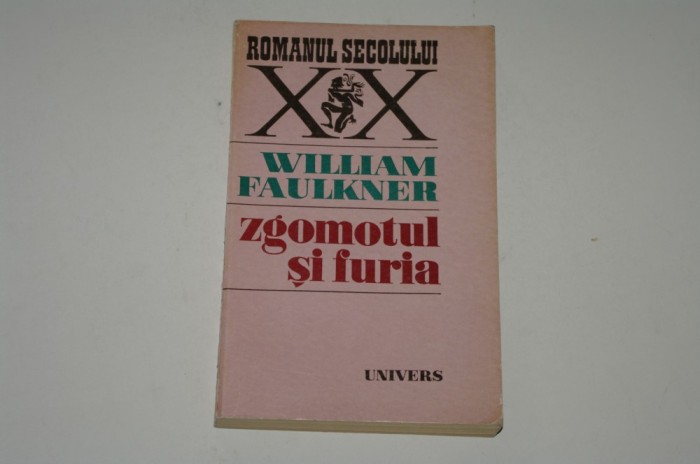 ROMANUL SECOLULUI
XX
WILLIAM
FAULKNER
zgomotul
și furia
UNIVERS